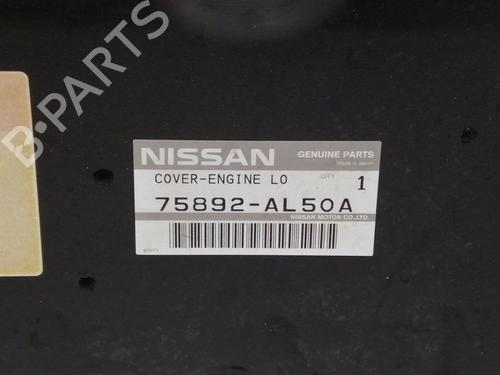 B-PARTS
NISSAN GENUINE PARTS
Made in Japan
COVER-ENGINE LO QTY 1
75892-AL50A
NISSAN MOTOR CO.,LTD.